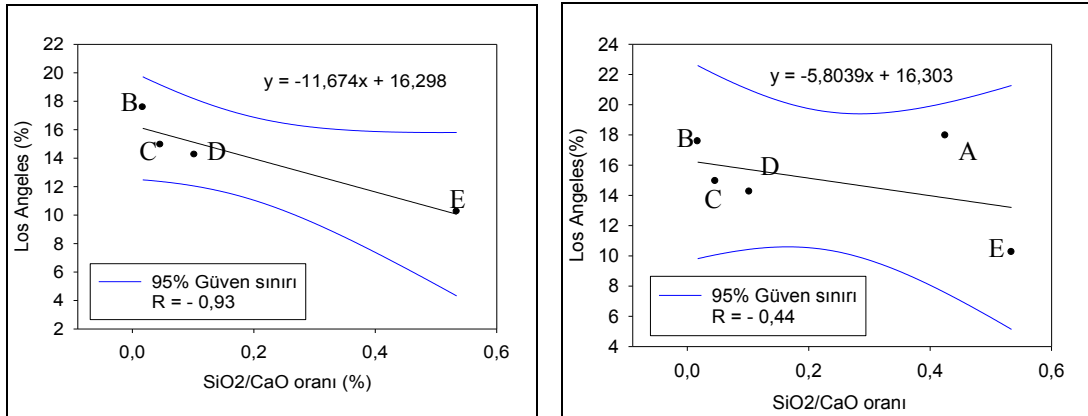 22
20
18
16
14
12
10
8
6
4
2
Los Angeles (%)
y = -11,674x + 16,298
B
C
D
E
95% Güven sınırı
R = - 0,93
0,0 0,2 0,4 0,6
SiO2/CaO oranı (%)
24
22
20
18
16
14
12
10
8
6
4
Los Angeles(%)
y = -5,8039x + 16,303
B
D
A
C
E
95% Güven sınırı
R = - 0,44
0,0 0,2 0,4 0,6
SiO2/CaO oranı